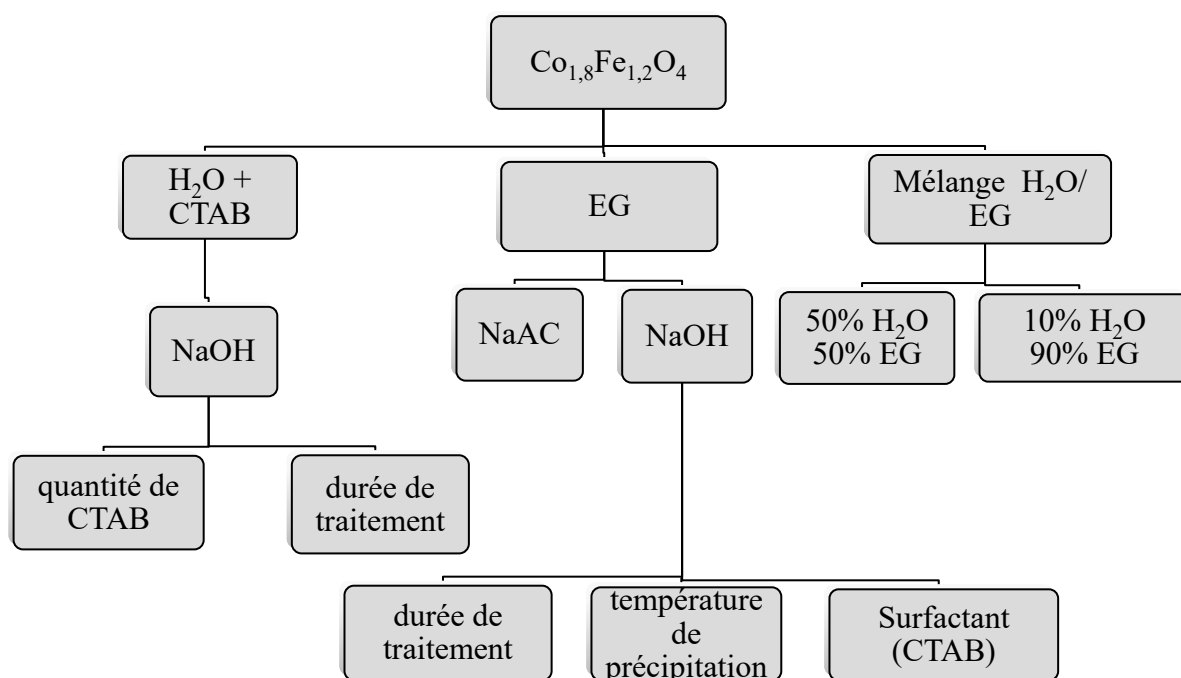 Co₁,₈Fe₁,₂O₄
H₂O +
CTAB
EG
Mélange H₂O/
EG
NaOH
NaAC
NaOH
50% H₂O
50% EG
10% H₂O
90% EG
quantité de
CTAB
durée de
traitement
durée de
traitement
température
de
précipitation
Surfactant
(CTAB)